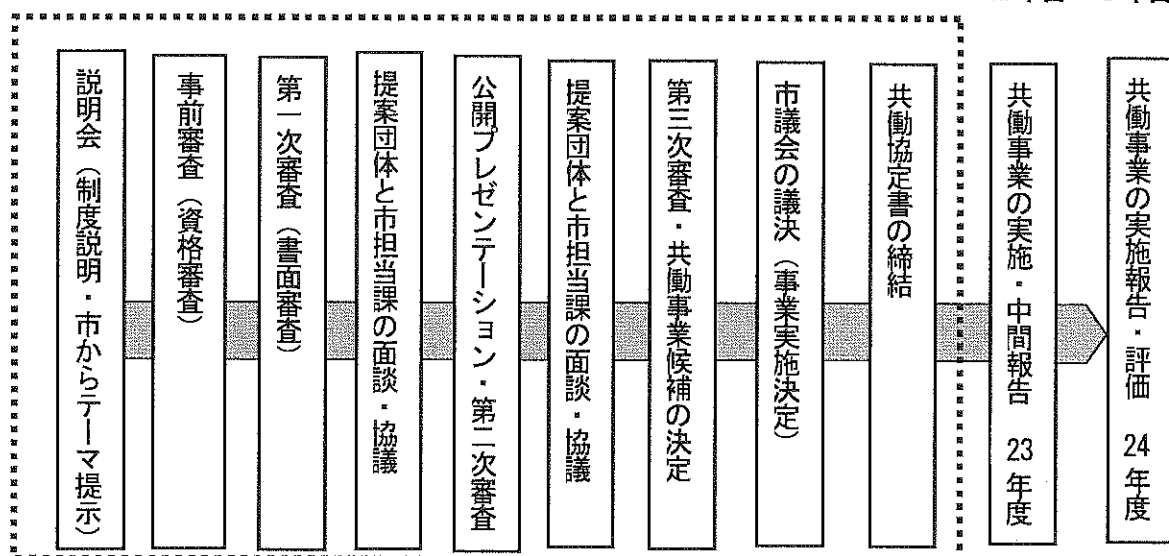 説明会（制度説明・市からテーマ提示）
事前審査（資格審査）
第一次審査（書面審査）
提案団体と市担当課の面談・協議
公開プレゼンテーション・第二次審査
提案団体と市担当課の面談・協議
第三次審査・共働事業候補の決定
市議会の議決（事業実施決定）
共働協定書の締結
共働事業の実施・中間報告　23年度
共働事業の実施報告・評価　24年度